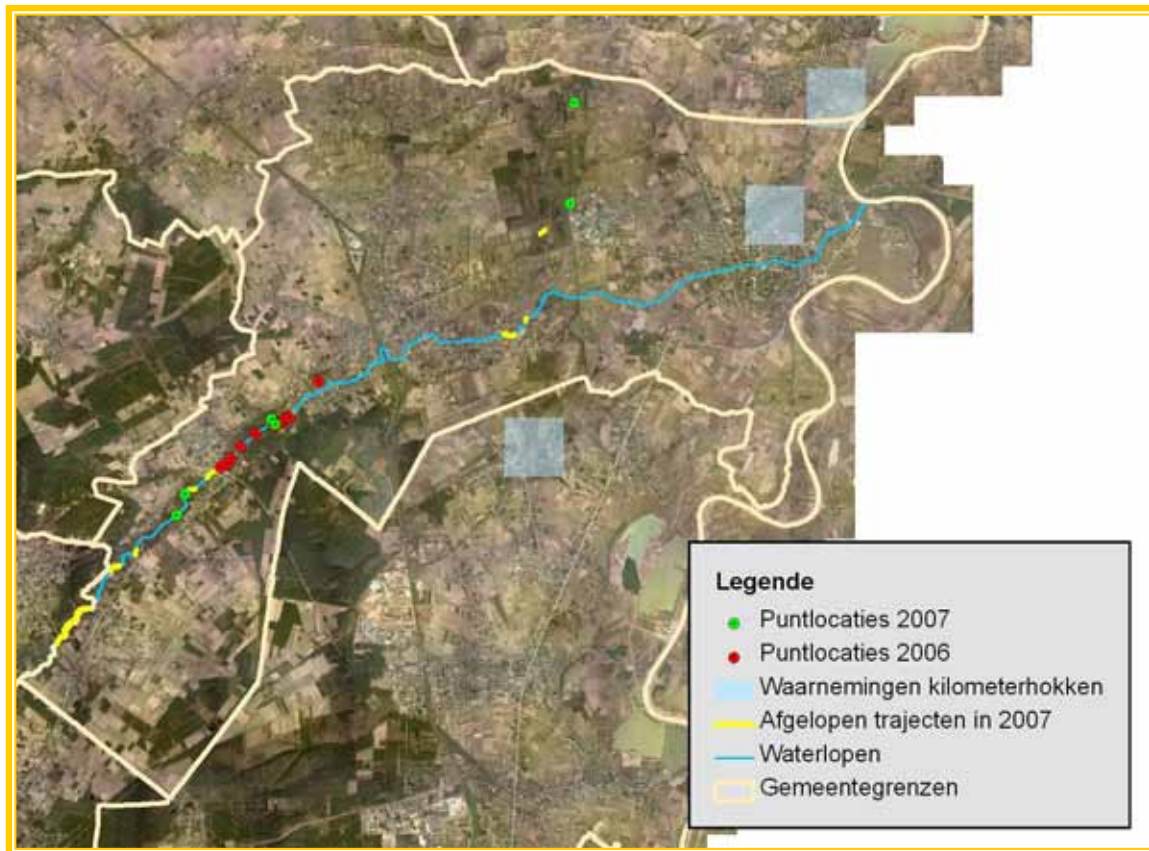 Legende
Puntlocaties 2007
Puntlocaties 2006
Waarnemingen kilometerhokken
Afgelopen trajecten in 2007
Waterlopen
Gemeentegrenzen